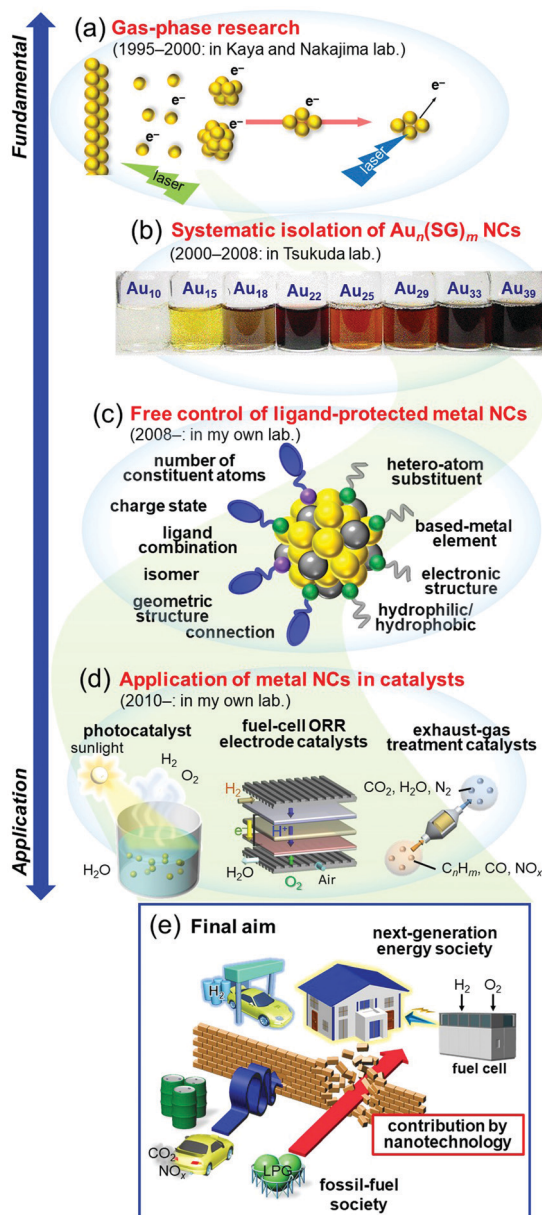 Fundamental
(a) Gas-phase research
(1995–2000: in Kaya and Nakajima lab.)
e⁻
e⁻
e⁻
e⁻
e⁻
e⁻
laser
laser
(b) Systematic isolation of Auₙ(SG)ₘ NCs
(2000–2008: in Tsukuda lab.)
Au₁₀ Au₁₅ Au₁₈ Au₂₂ Au₂₅ Au₂₉ Au₃₃ Au₃₉
(c) Free control of ligand-protected metal NCs
(2008–: in my own lab.)
number of
constituent atoms
charge state
ligand
combination
isomer
geometric
structure
connection
hetero-atom
substituent
based-metal
element
electronic
structure
hydrophilic/
hydrophobic
Application
(d) Application of metal NCs in catalysts
(2010–: in my own lab.)
photocatalyst
sunlight
H₂
O₂
H₂O
fuel-cell ORR
electrode catalysts
H₂
e⁻
H⁺
H₂O
O₂
Air
exhaust-gas
treatment catalysts
CO₂, H₂O, N₂
CₙHₘ, CO, NOₓ
(e) Final aim
next-generation
energy society
H₂
H₂ O₂
fuel cell
contribution by
nanotechnology
CO₂
NOₓ
LPG
fossil-fuel
society